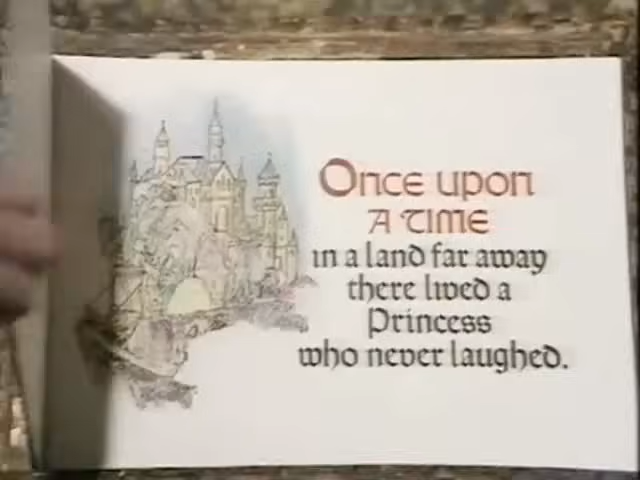 Once upon
A TIME
in a land far away
there lived a
Princess
who never laughed.